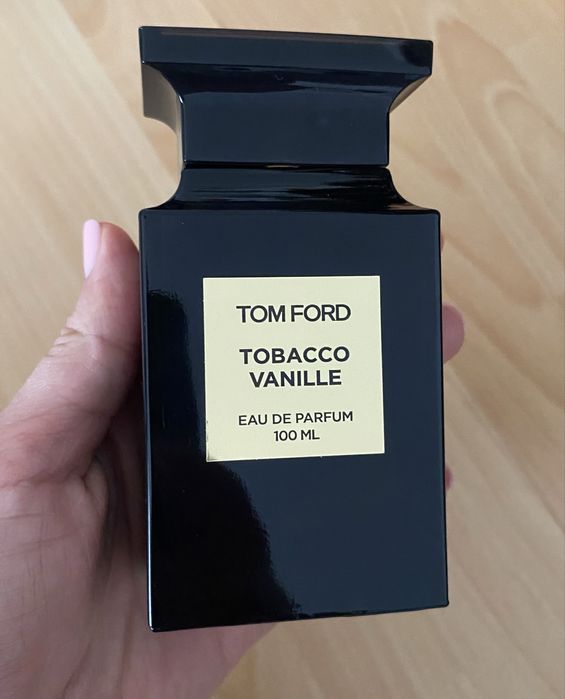 TOM FORD
TOBACCO
VANILLE
EAU DE PARFUM
100 ML